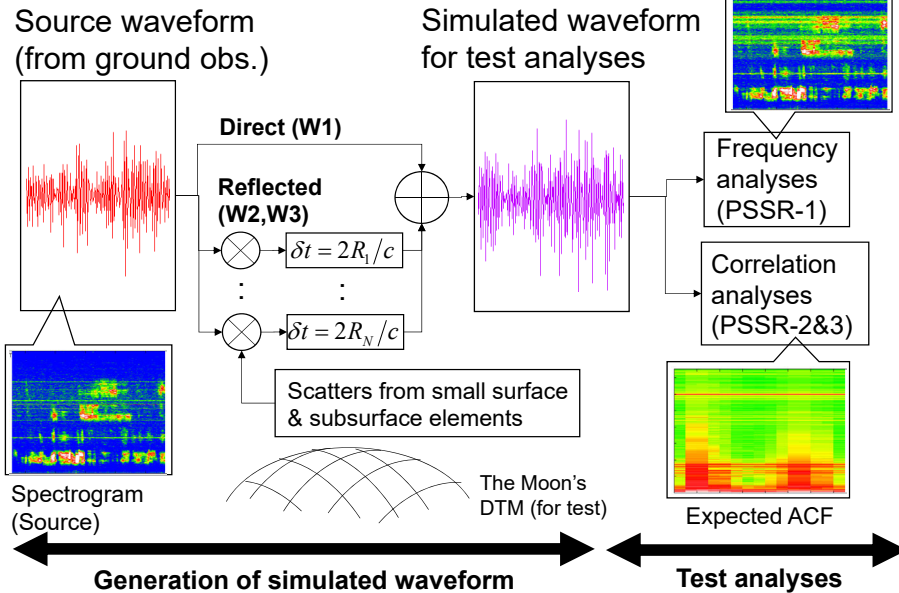 Source waveform
(from ground obs.)
Simulated waveform
for test analyses
Direct (W1)
Reflected
(W2,W3)
δt = 2R₁/c
⋮
⋮
δt = 2R_N/c
Scatters from small surface
& subsurface elements
Frequency
analyses
(PSSR-1)
Correlation
analyses
(PSSR-2&3)
Spectrogram
(Source)
The Moon's
DTM (for test)
Expected ACF
Generation of simulated waveform
Test analyses